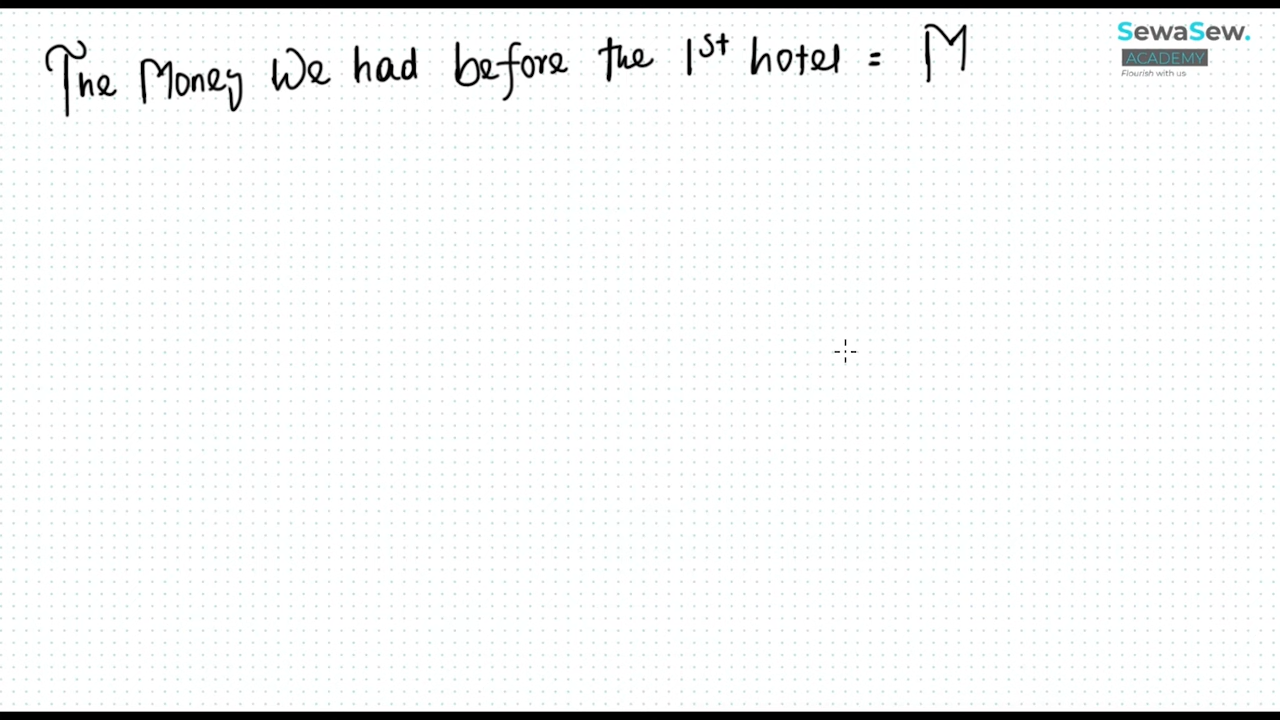 The Money We had before the 1st hotel = M
SewaSew.
ACADEMY
Flourish with us